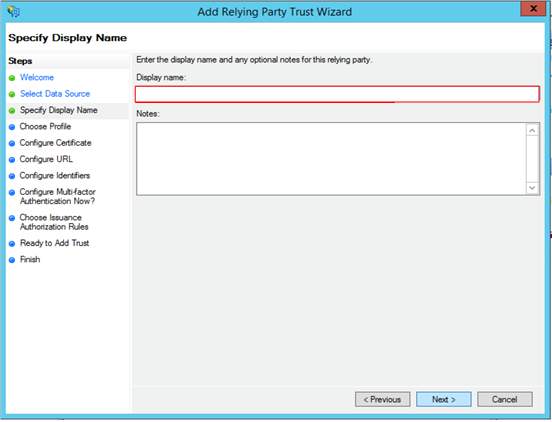 Add Relying Party Trust Wizard
Specify Display Name
Steps
Welcome
Select Data Source
Specify Display Name
Choose Profile
Configure Certificate
Configure URL
Configure Identifiers
Configure Multi-factor
Authentication Now?
Choose Issuance
Authorization Rules
Ready to Add Trust
Finish
Enter the display name and any optional notes for this relying party.
Display name:
Notes:
< Previous
Next >
Cancel